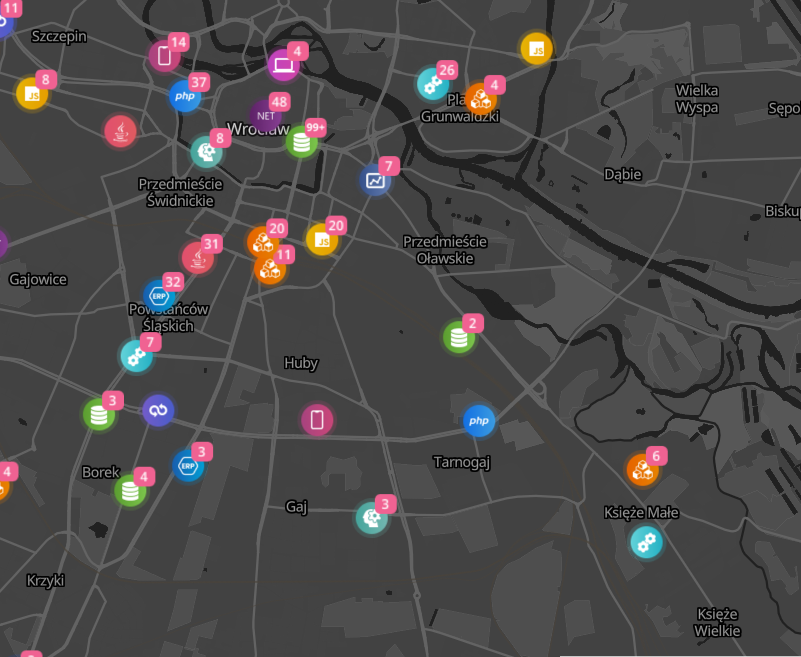 11
Szczepin
14
4
JS
8
JS
37
php
26
4
Wielka
Wyspa
48
NET
Plac
Grunwaldzki
Sępo
Wrocław
99+
8
7
Dąbie
Przedmieście
Świdnickie
Biskup
20
20
JS
31
11
Przedmieście
Oławskie
Gajowice
32
ERP
Powstańców
Śląskich
2
7
Huby
3
php
3
ERP
Tarnogaj
6
4
Borek
4
Gaj
3
Księże Małe
Krzyki
Księże
Wielkie